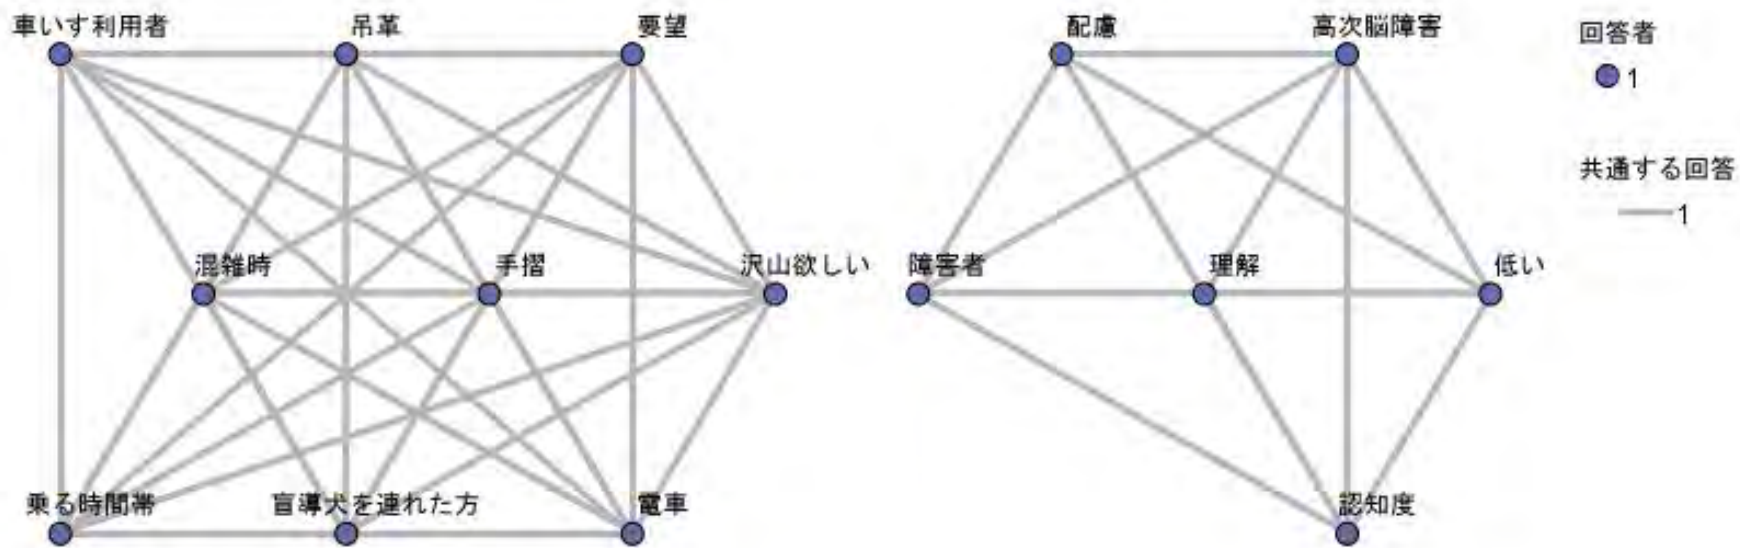 車いす利用者
吊革
要望
配慮
高次脳障害
回答者
1
共通する回答
1
混雑時
手摺
沢山欲しい
障害者
理解
低い
乗る時間帯
盲導犬を連れた方
電車
認知度